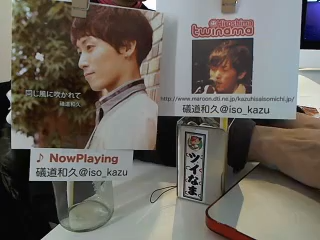 同じ風に吹かれて
礒道和久
♪ NowPlaying
礒道和久@iso_kazu
twinama
http://www.maroon.dti.ne.jp/kazuhisaisomichi/
礒道和久@iso_kazu
ツイなま